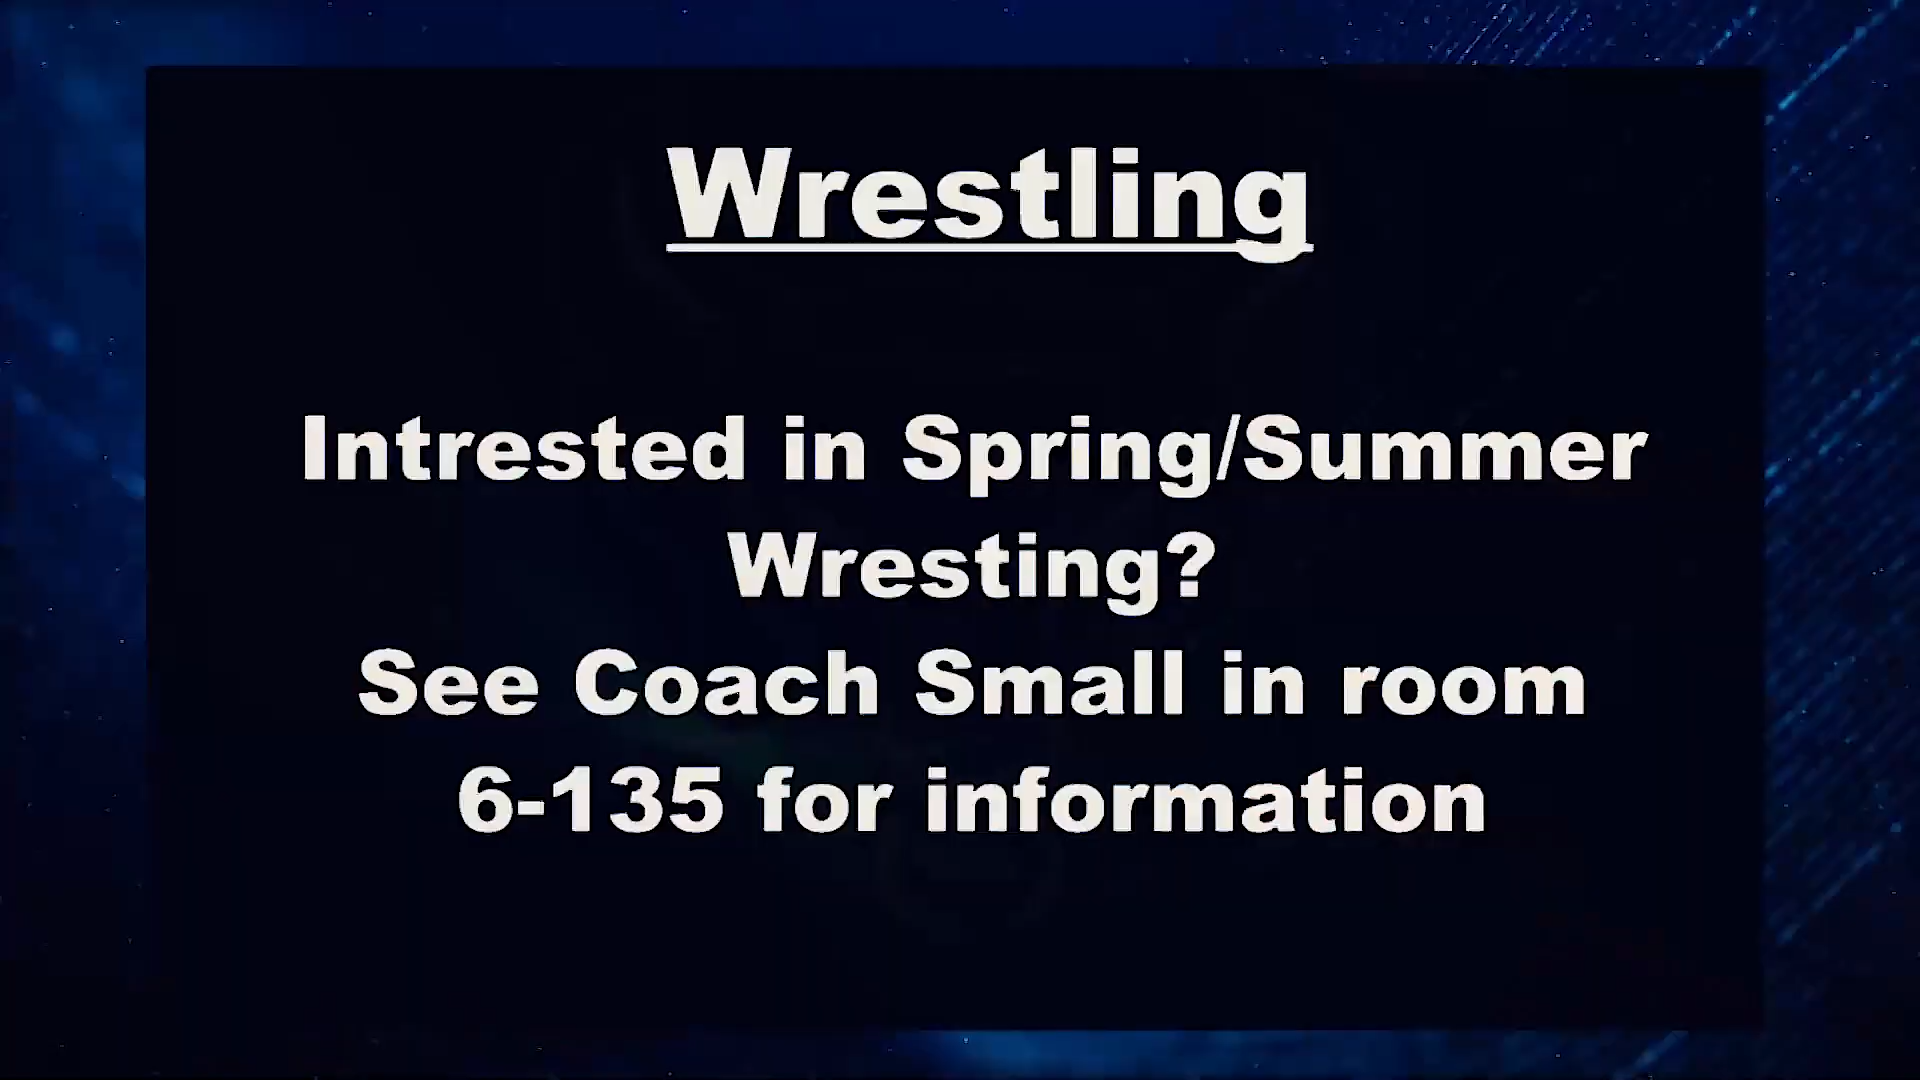 Wrestling
Intrested in Spring/Summer
Wresting?
See Coach Small in room
6-135 for information